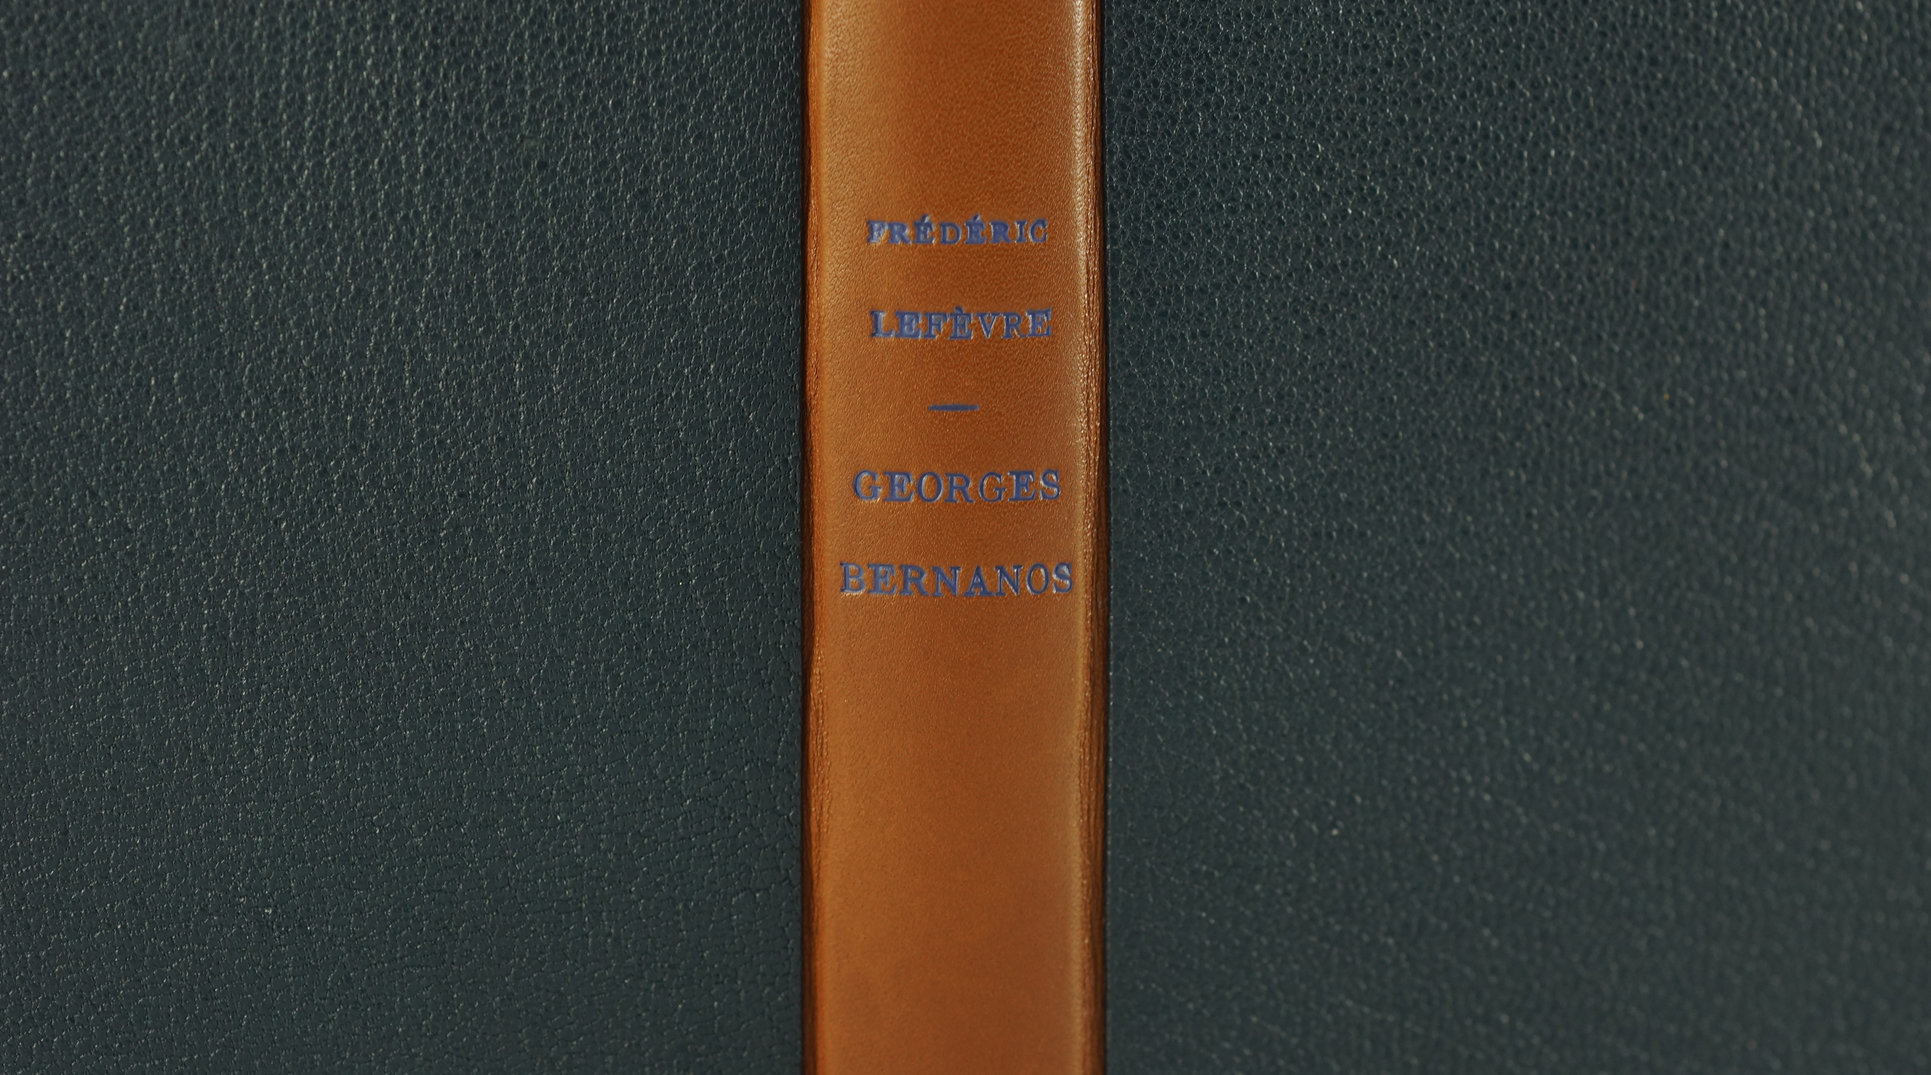 FRÉDÉRIC
LEFÈVRE
—
GEORGES
BERNANOS